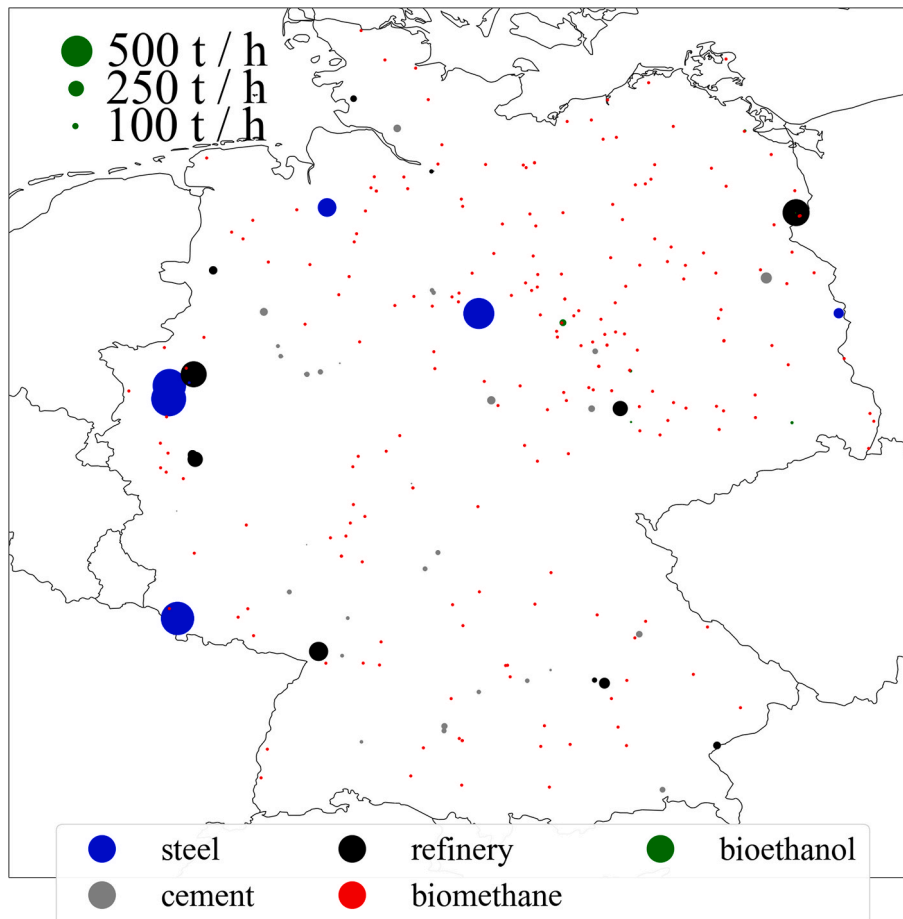 500 t / h
250 t / h
100 t / h
steel refinery bioethanol
cement biomethane